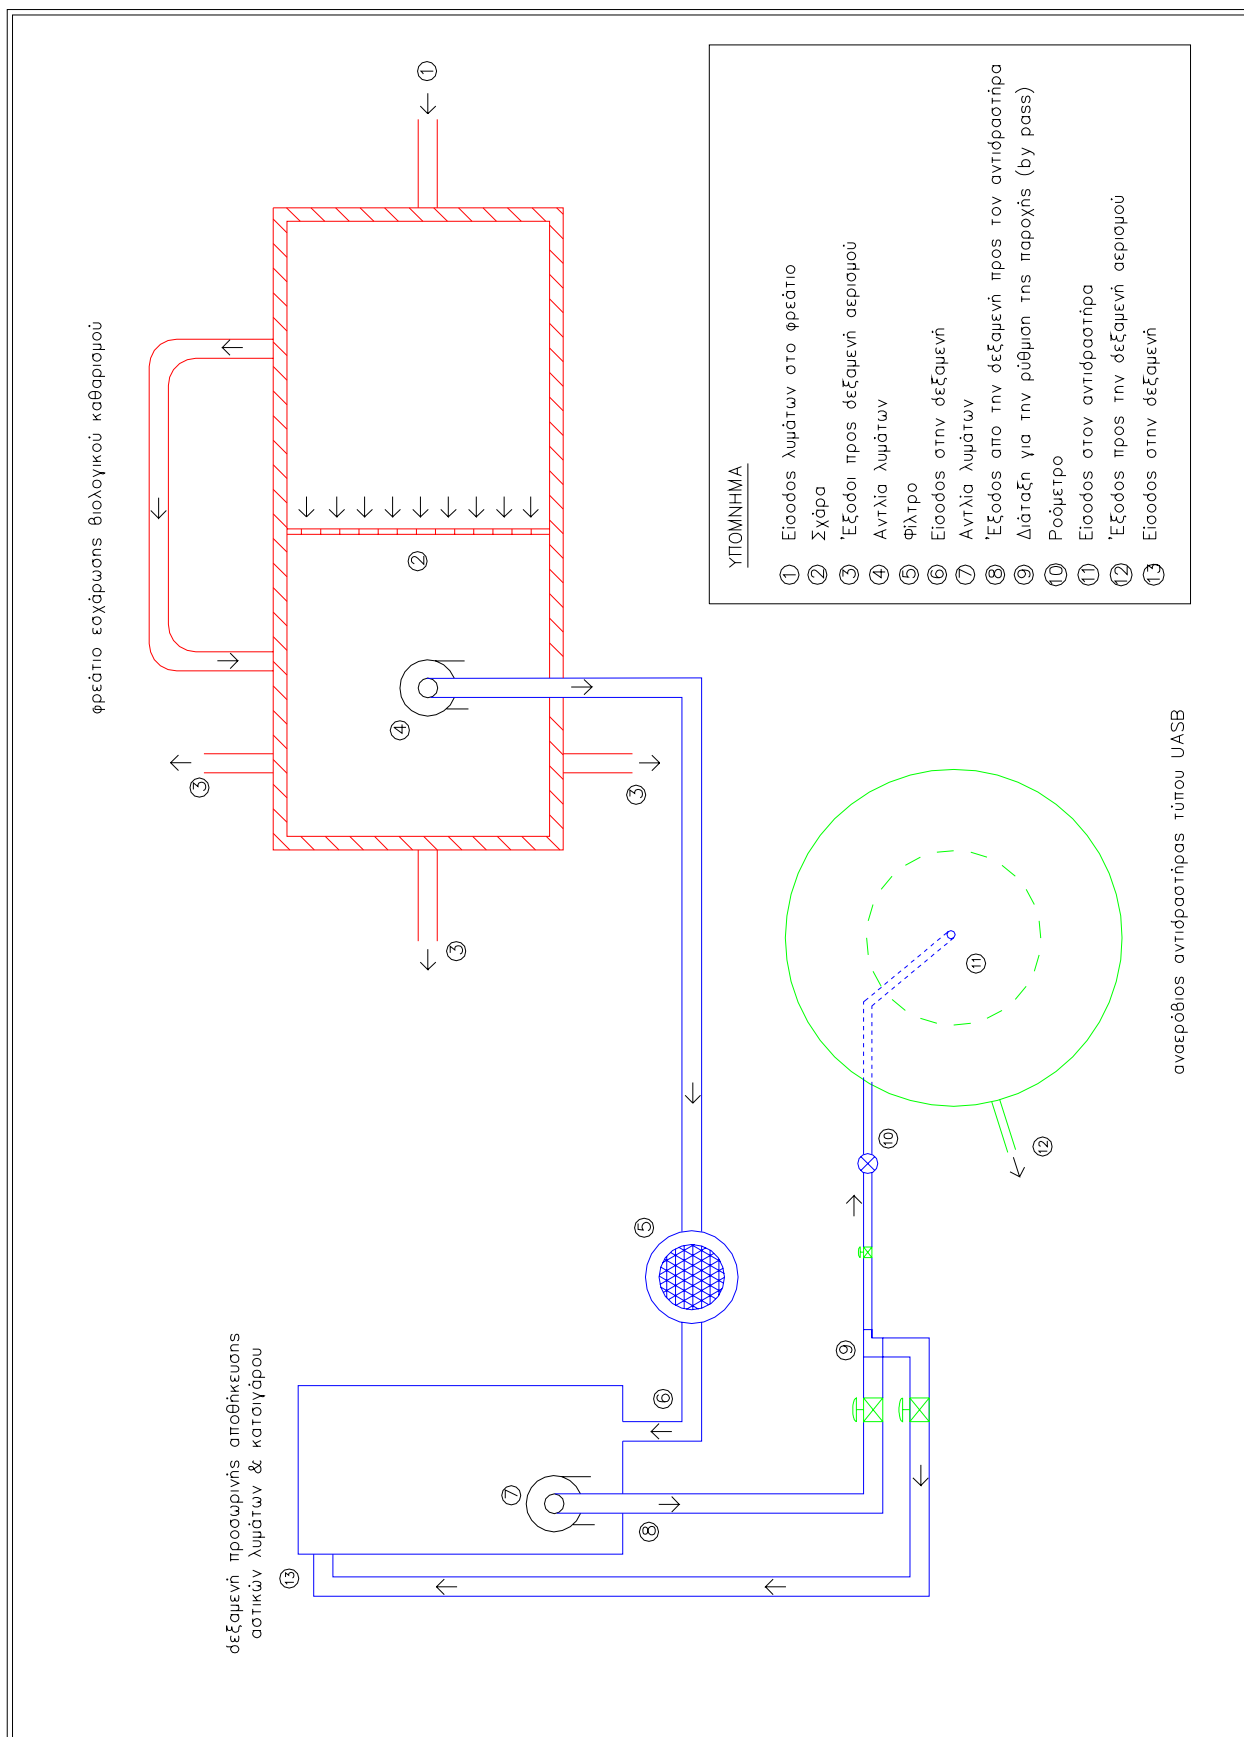 φρεάτιο εσχάρωσης βιολογικού καθαρισμού
1
2
3
3
3
4
5
6
7
8
9
10
11
12
13
δεξαμενή προσωρινής αποθήκευσης
αστικών λυμάτων & κατσιγάρου
αναερόβιος αντιδραστήρας τύπου UASB
ΥΠΟΜΝΗΜΑ
1 Είσοδος λυμάτων στο φρεάτιο
2 Σχάρα
3 Έξοδοι προς δεξαμενή αερισμού
4 Αντλία λυμάτων
5 Φίλτρο
6 Είσοδος στην δεξαμενή
7 Αντλία λυμάτων
8 Έξοδος απο την δεξαμενή προς τον αντιδραστήρα
9 Διάταξη για την ρύθμιση της παροχής (by pass)
10 Ροόμετρο
11 Είσοδος στον αντιδραστήρα
12 Έξοδος προς την δεξαμενή αερισμού
13 Είσοδος στην δεξαμενή